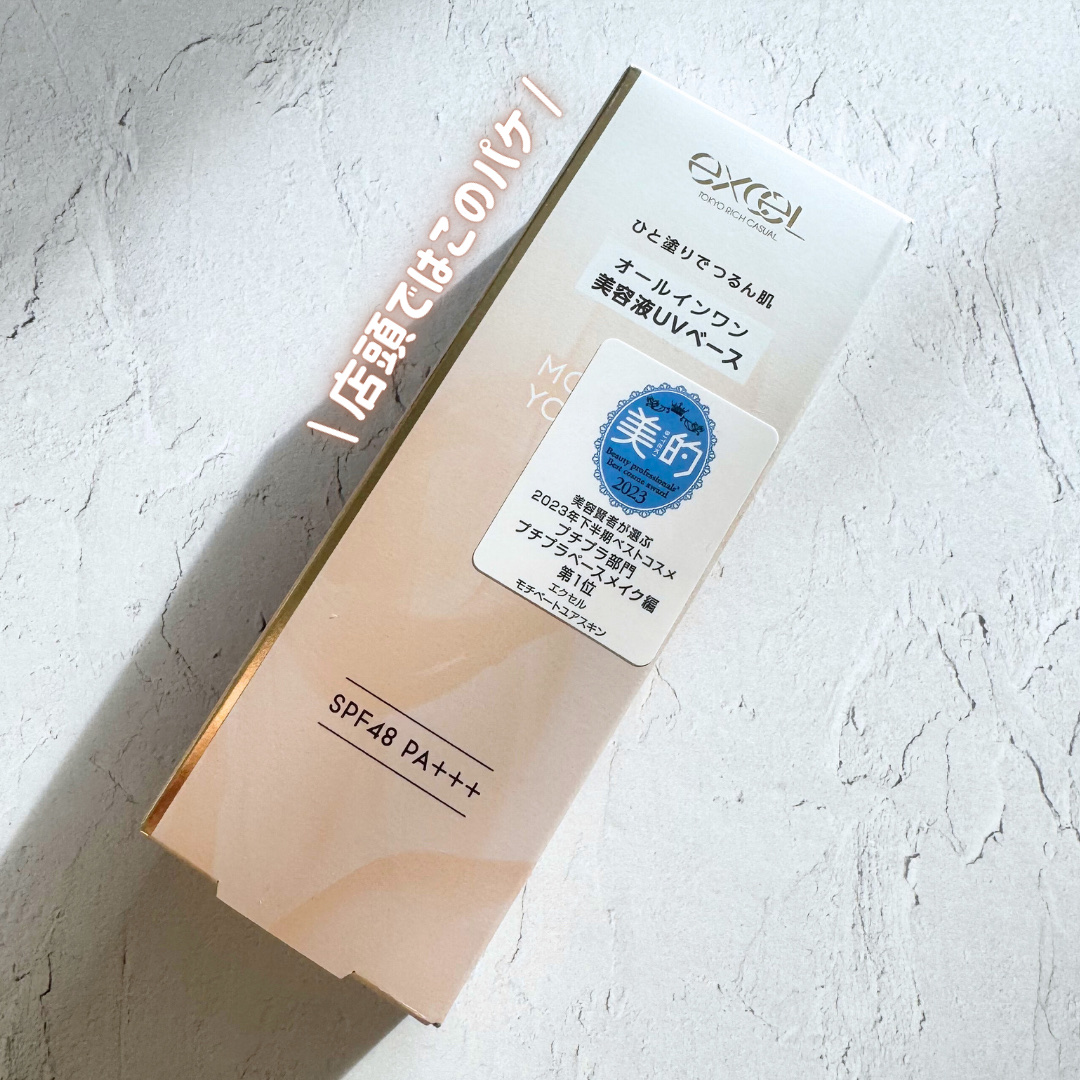 \ 店頭ではこのパケ /
excel
TOKYO RICH CASUAL
ひと塗りでつるん肌
オールインワン
美容液UVベース
MO
YO
美的
BITEKI
Beauty professionals'
Best cosme award
2023
美容賢者が選ぶ
2023年下半期ベストコスメ
プチプラ部門
プチプラベースメイク編
第1位
エクセル
モチベートユアスキン
SPF48 PA+++